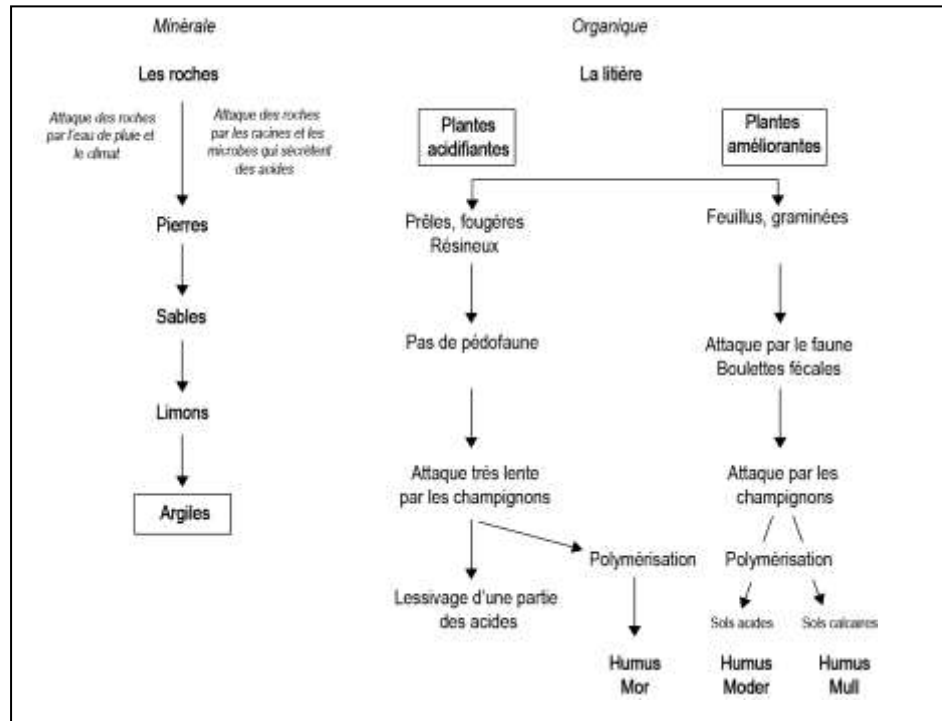 Minérale
Les roches
Attaque des roches
par l'eau de pluie et
le climat
Attaque des roches
par les racines et les
microbes qui sécrètent
des acides
Pierres
Sables
Limons
Argiles
Organique
La litière
Plantes
acidifiantes
Plantes
améliorantes
Prêles, fougères
Résineux
Feuillus, graminées
Pas de pédofaune
Attaque par le faune
Boulettes fécales
Attaque très lente
par les champignons
Attaque par les
champignons
Polymérisation
Polymérisation
Lessivage d'une partie
des acides
Sols acides
Sols calcaires
Humus
Mor
Humus
Moder
Humus
Mull